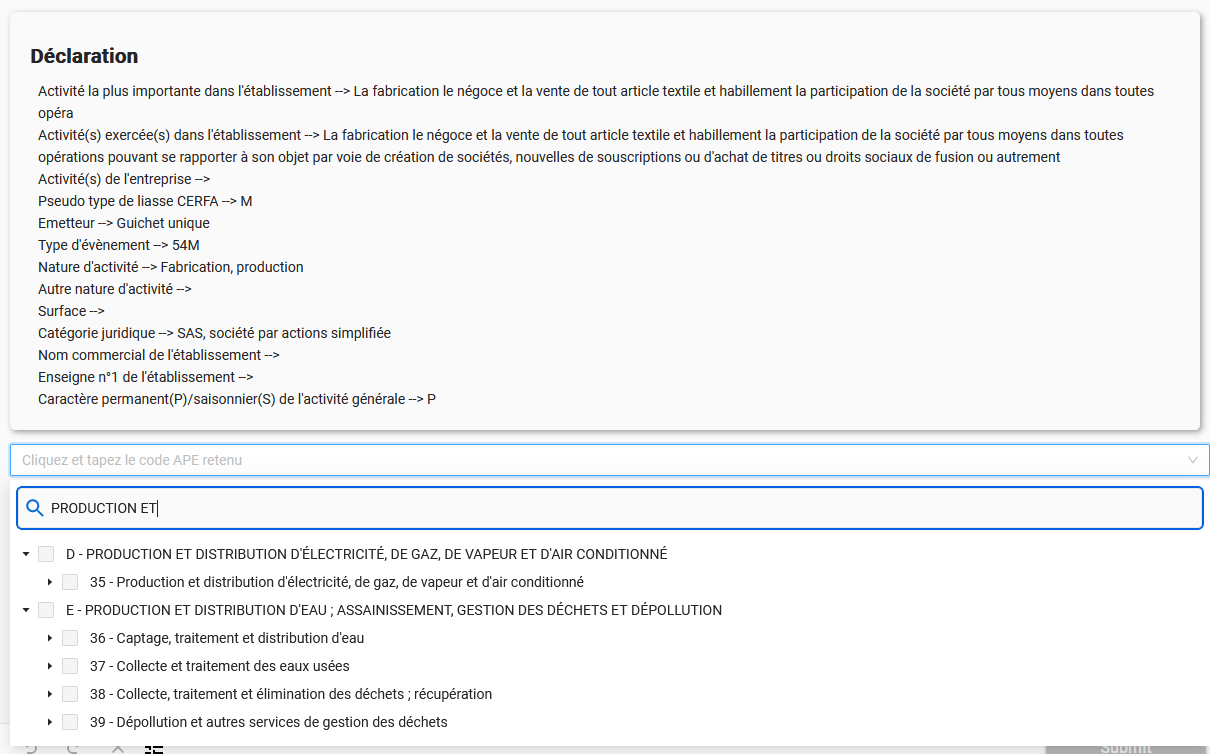 Déclaration
Activité la plus importante dans l'établissement --> La fabrication le négoce et la vente de tout article textile et habillement la participation de la société par tous moyens dans toutes
opéra
Activité(s) exercée(s) dans l'établissement --> La fabrication le négoce et la vente de tout article textile et habillement la participation de la société par tous moyens dans toutes
opérations pouvant se rapporter à son objet par voie de création de sociétés, nouvelles de souscriptions ou d'achat de titres ou droits sociaux de fusion ou autrement
Activité(s) de l'entreprise -->
Pseudo type de liasse CERFA --> M
Emetteur --> Guichet unique
Type d'évènement --> 54M
Nature d'activité --> Fabrication, production
Autre nature d'activité -->
Surface -->
Catégorie juridique --> SAS, société par actions simplifiée
Nom commercial de l'établissement -->
Enseigne n°1 de l'établissement -->
Caractère permanent(P)/saisonnier(S) de l'activité générale --> P
Cliquez et tapez le code APE retenu
PRODUCTION ET
D - PRODUCTION ET DISTRIBUTION D'ÉLECTRICITÉ, DE GAZ, DE VAPEUR ET D'AIR CONDITIONNÉ
35 - Production et distribution d'électricité, de gaz, de vapeur et d'air conditionné
E - PRODUCTION ET DISTRIBUTION D'EAU ; ASSAINISSEMENT, GESTION DES DÉCHETS ET DÉPOLLUTION
36 - Captage, traitement et distribution d'eau
37 - Collecte et traitement des eaux usées
38 - Collecte, traitement et élimination des déchets ; récupération
39 - Dépollution et autres services de gestion des déchets
Submit